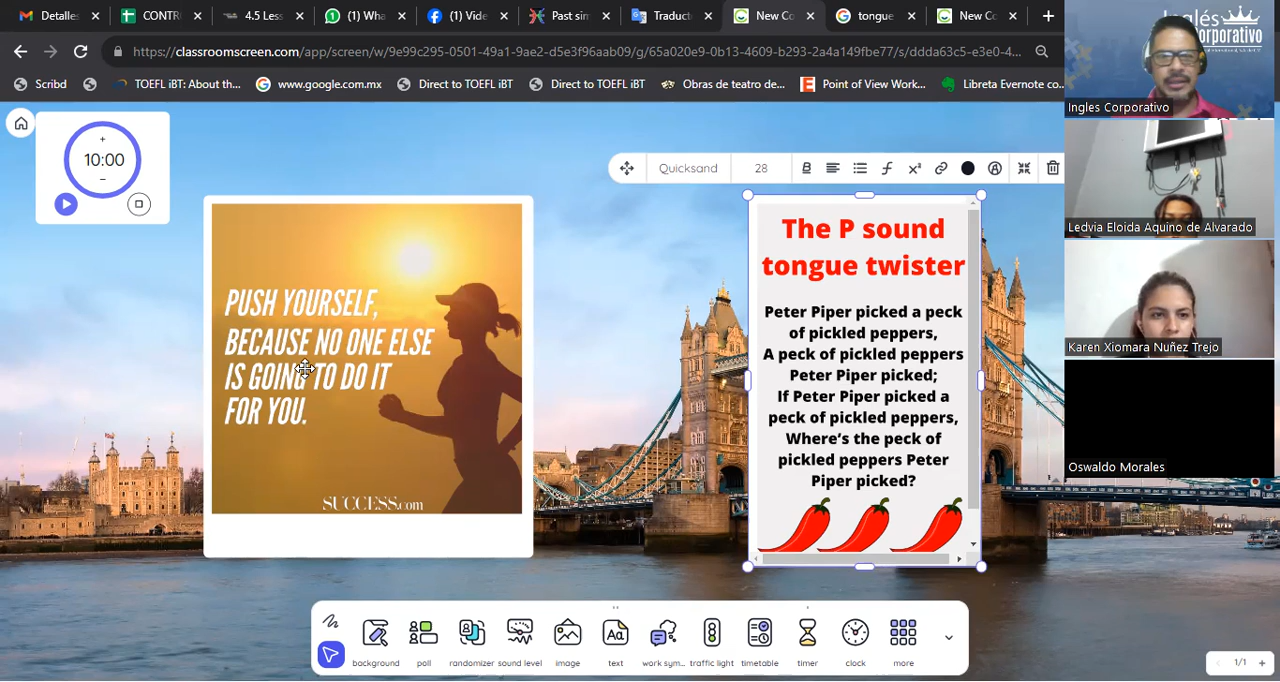 Detalles
CONTR
4.5 Less
(1) Wha
(1) Vide
Past sim
Traduct
New Co
tongue
New Co
https://classroomscreen.com/app/screen/w/9e99c295-0501-49a1-9ae2-d5e3f96aab09/g/65a020e9-0b13-4609-b293-2a4a149fbe77/s/ddda63c5-e3e0-4...
Scribd
TOEFL iBT: About th...
www.google.com.mx
Direct to TOEFL iBT
Direct to TOEFL iBT
Obras de teatro de...
Point of View Work...
Libreta Evernote co...
Inglés
Corporativo
Ingles Corporativo
Ledvia Eloida Aquino de Alvarado
Karen Xiomara Nuñez Trejo
Oswaldo Morales
+
10:00
−
Quicksand
28
PUSH YOURSELF,
BECAUSE NO ONE ELSE
IS GOING TO DO IT
FOR YOU.
SUCCESS.com
The P sound
tongue twister
Peter Piper picked a peck
of pickled peppers,
A peck of pickled peppers
Peter Piper picked;
If Peter Piper picked a
peck of pickled peppers,
Where's the peck of
pickled peppers Peter
Piper picked?
background
poll
randomizer
sound level
image
text
work sym...
traffic light
timetable
timer
clock
more
1/1